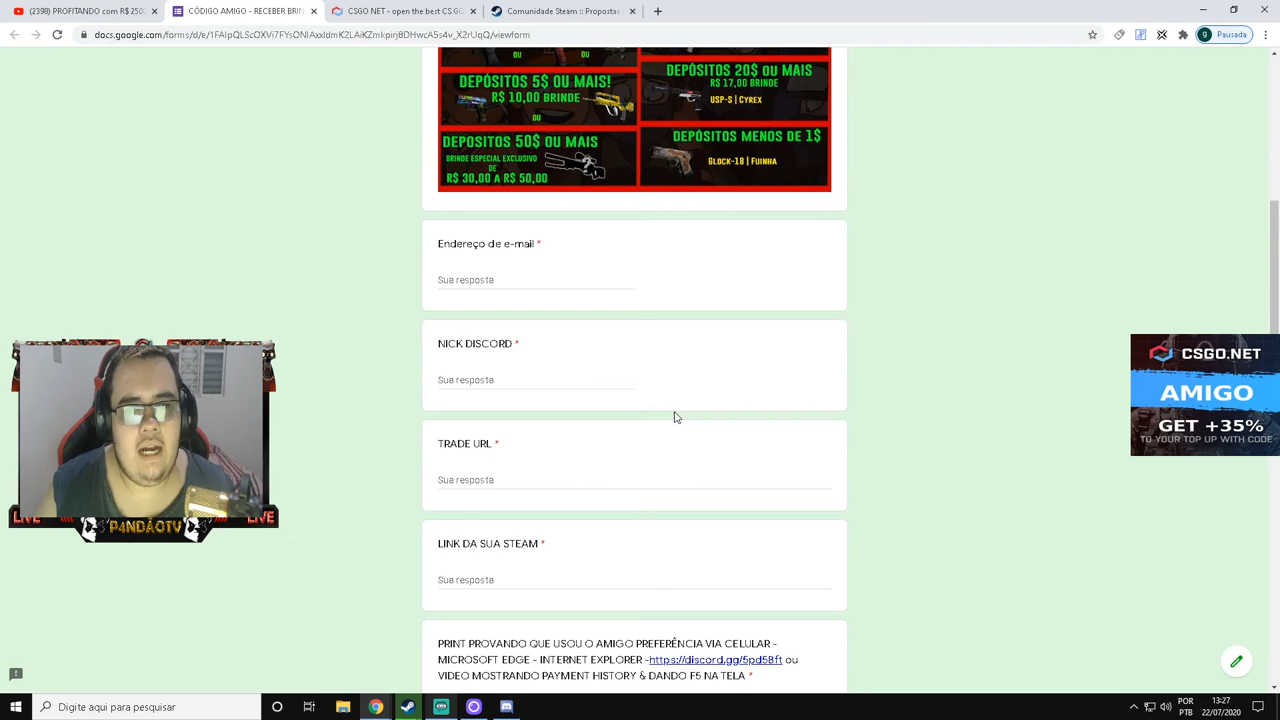 (2398) PROFITANDO com R$ 250
CÓDIGO AMIGO - RECEBER BRIN
CSGO NET - open the best CS GO
Comunidade Steam :: Propostas
docs.google.com/forms/d/e/1FAIpQLScOXVi7FYsONIAxxldmK2LAiKZmkpirj8DHwcA5s4v_X2rUqQ/viewform
g Pausada
OU OU
DEPÓSITOS 5$ OU MAIS!
R$ 10,00 BRINDE
OU
DEPOSITOS 50$ OU MAIS
BRINDE ESPECIAL EXCLUSIVO
DE
R$ 30,00 A R$ 50,00
DEPÓSITOS 20$ OU MAIS
R$ 17,00 BRINDE
USP-S | CYREX
DEPÓSITOS MENOS DE 1$
GLOCK-18 | FUINHA
Endereço de e-mail *
Sua resposta
NICK DISCORD *
Sua resposta
TRADE URL *
Sua resposta
LINK DA SUA STEAM *
Sua resposta
PRINT PROVANDO QUE USOU O AMIGO PREFERÊNCIA VIA CELULAR -
MICROSOFT EDGE - INTERNET EXPLORER -https://discord.gg/5pd58ft ou
VIDEO MOSTRANDO PAYMENT HISTORY & DANDO F5 NA TELA *
CSGO.NET
AMIGO
GET +35%
TO YOUR TOP UP WITH CODE
LIVE LIVE
P4NDÃOTV
Digite aqui para pesquisar
POR
PTB
13:27
22/07/2020